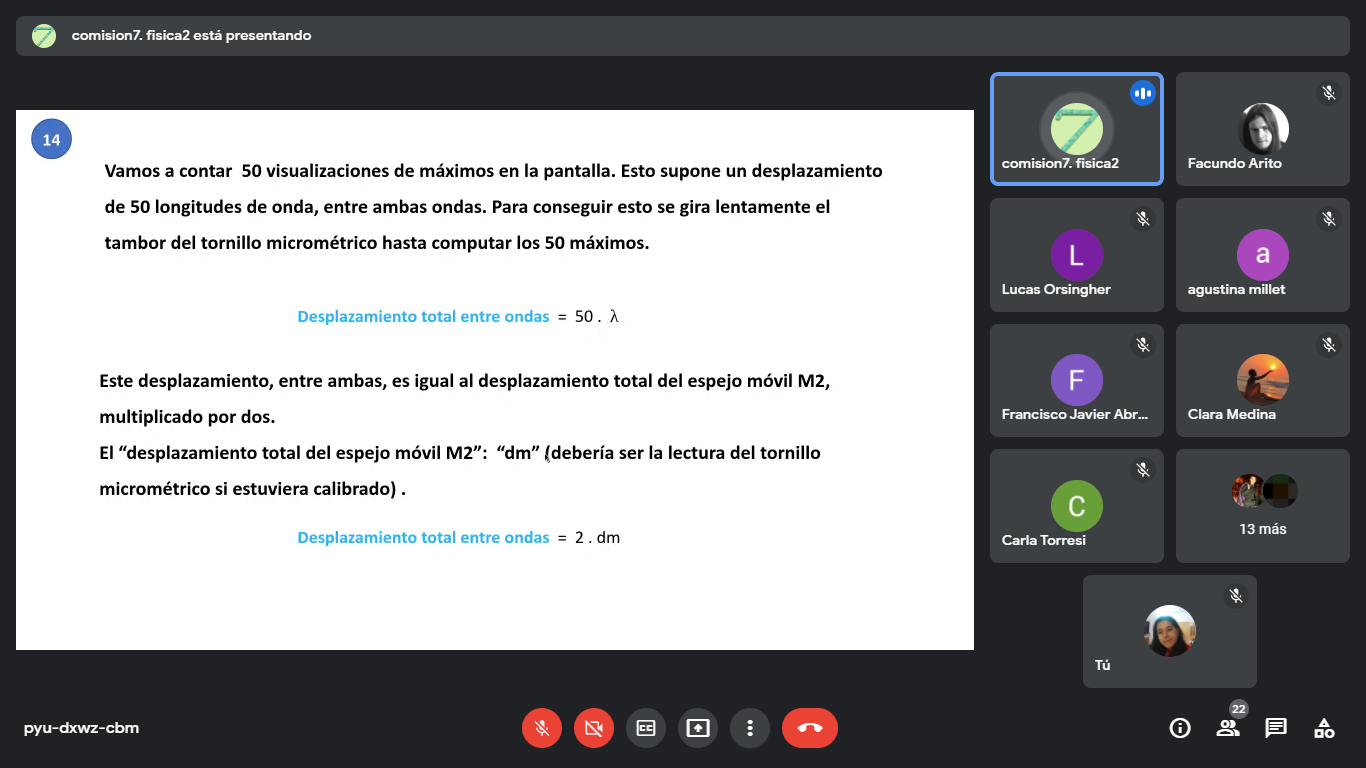 comision7. fisica2 está presentando
14
Vamos a contar 50 visualizaciones de máximos en la pantalla. Esto supone un desplazamiento
de 50 longitudes de onda, entre ambas ondas. Para conseguir esto se gira lentamente el
tambor del tornillo micrométrico hasta computar los 50 máximos.
Desplazamiento total entre ondas = 50 . λ
Este desplazamiento, entre ambas, es igual al desplazamiento total del espejo móvil M2,
multiplicado por dos.
El “desplazamiento total del espejo móvil M2”: “dm” (debería ser la lectura del tornillo
micrométrico si estuviera calibrado) .
Desplazamiento total entre ondas = 2 . dm
comision7. fisica2
Facundo Arito
L
Lucas Orsingher
a
agustina millet
F
Francisco Javier Abr...
Clara Medina
C
Carla Torresi
13 más
Tú
pyu-dxwz-cbm
CC
22